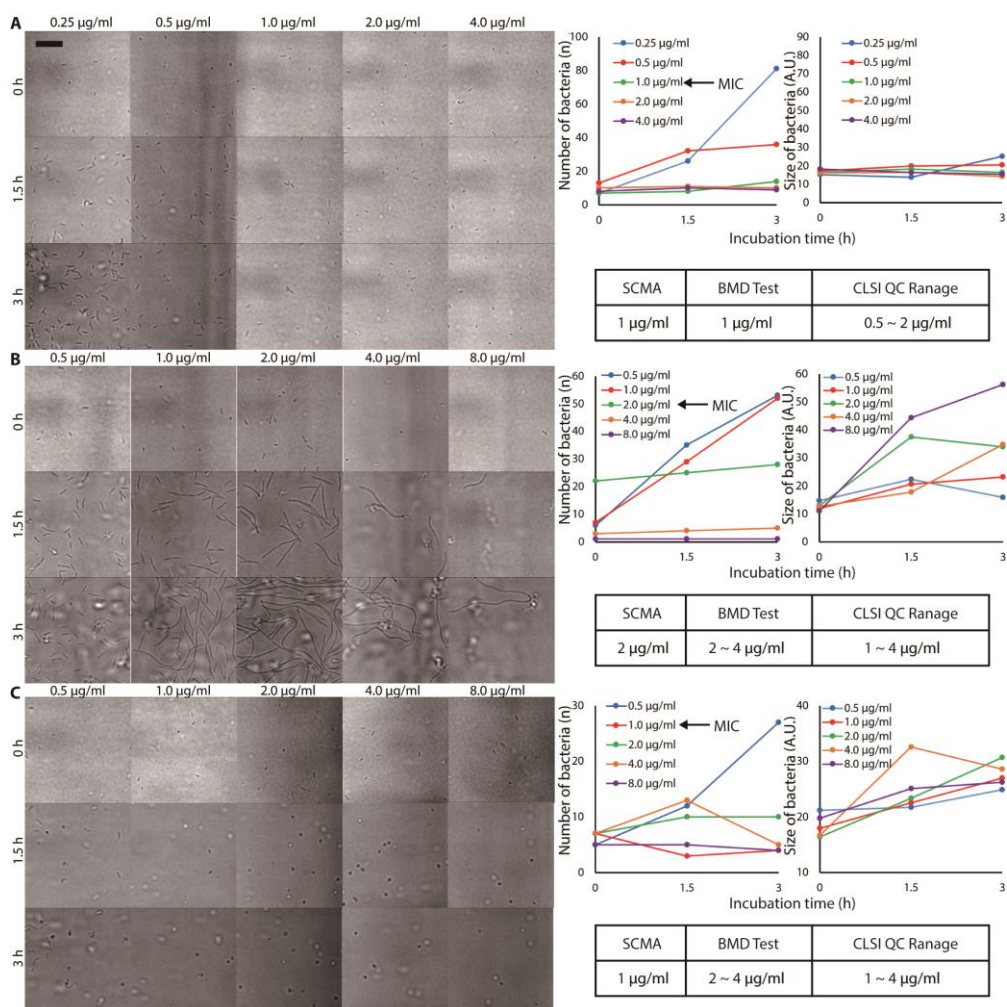 A
0.25 µg/ml 0.5 µg/ml 1.0 µg/ml 2.0 µg/ml 4.0 µg/ml
0 h
1.5 h
3 h
Number of bacteria (n)
100
80
60
40
20
0
0.25 µg/ml
0.5 µg/ml
1.0 µg/ml MIC
2.0 µg/ml
4.0 µg/ml
0 1.5 3
Incubation time (h)
Size of bacteria (A.U.)
90
80
70
60
50
40
30
20
10
0
0.25 µg/ml
0.5 µg/ml
1.0 µg/ml
2.0 µg/ml
4.0 µg/ml
0 1.5 3
Incubation time (h)
SCMA BMD Test CLSI QC Ranage
1 µg/ml 1 µg/ml 0.5 ~ 2 µg/ml
B
0.5 µg/ml 1.0 µg/ml 2.0 µg/ml 4.0 µg/ml 8.0 µg/ml
0 h
1.5 h
3 h
Number of bacteria (n)
60
50
40
30
20
10
0
0.5 µg/ml
1.0 µg/ml
2.0 µg/ml MIC
4.0 µg/ml
8.0 µg/ml
0 1.5 3
Incubation time (h)
Size of bacteria (A.U.)
60
50
40
30
20
10
0
0.5 µg/ml
1.0 µg/ml
2.0 µg/ml
4.0 µg/ml
8.0 µg/ml
0 1.5 3
Incubation time (h)
SCMA BMD Test CLSI QC Ranage
2 µg/ml 2 ~ 4 µg/ml 1 ~ 4 µg/ml
C
0.5 µg/ml 1.0 µg/ml 2.0 µg/ml 4.0 µg/ml 8.0 µg/ml
0 h
1.5 h
3 h
Number of bacteria (n)
30
20
10
0
0.5 µg/ml
1.0 µg/ml MIC
2.0 µg/ml
4.0 µg/ml
8.0 µg/ml
0 1.5 3
Incubation time (h)
Size of bacteria (A.U.)
40
30
20
10
0.5 µg/ml
1.0 µg/ml
2.0 µg/ml
4.0 µg/ml
8.0 µg/ml
0 1.5 3
Incubation time (h)
SCMA BMD Test CLSI QC Ranage
1 µg/ml 2 ~ 4 µg/ml 1 ~ 4 µg/ml